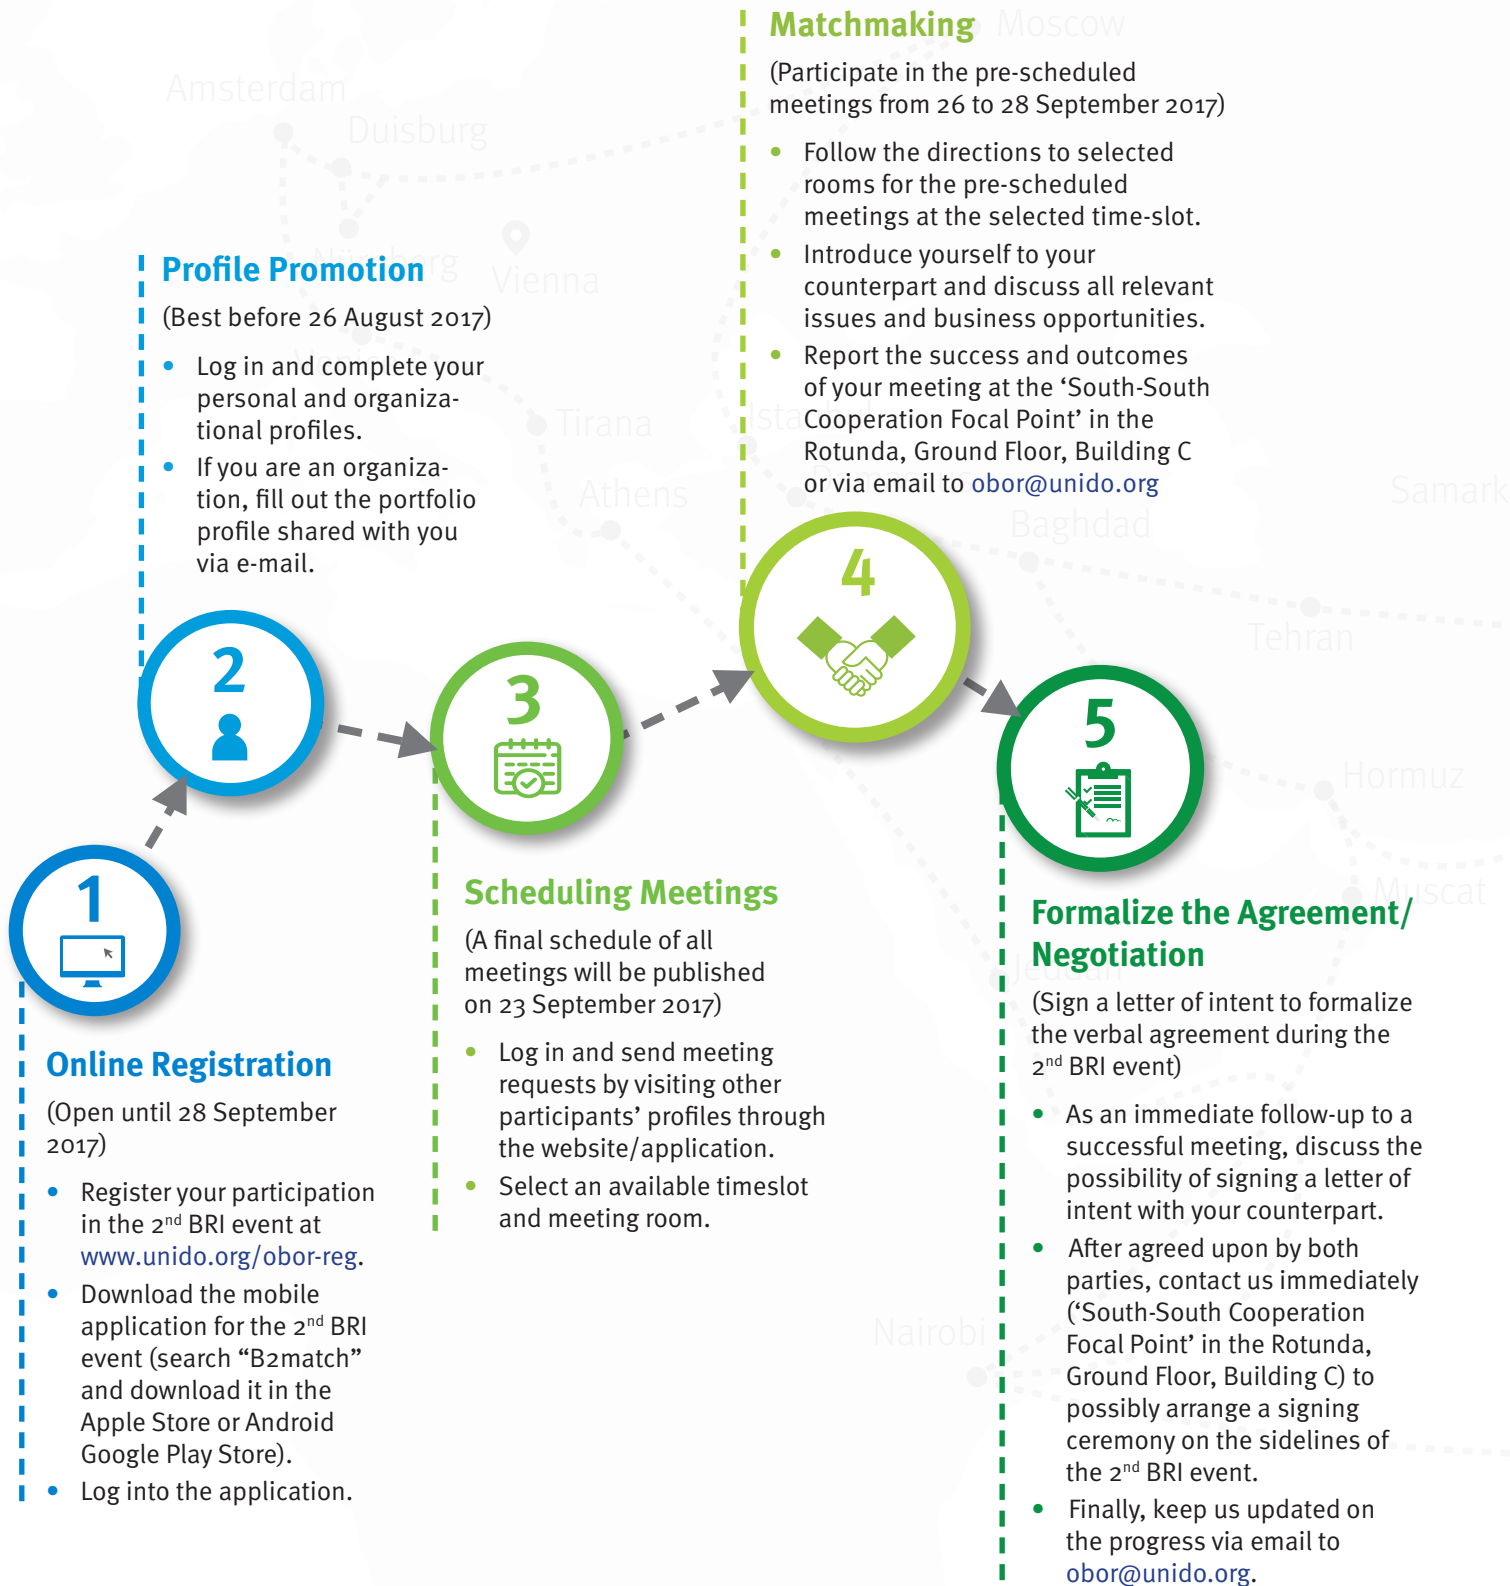 1
Online Registration
(Open until 28 September
2017)
• Register your participation
in the 2nd BRI event at
www.unido.org/obor-reg.
• Download the mobile
application for the 2nd BRI
event (search “B2match”
and download it in the
Apple Store or Android
Google Play Store).
• Log into the application.
2
Profile Promotion
(Best before 26 August 2017)
• Log in and complete your
personal and organiza-
tional profiles.
• If you are an organiza-
tion, fill out the portfolio
profile shared with you
via e-mail.
3
Scheduling Meetings
(A final schedule of all
meetings will be published
on 23 September 2017)
• Log in and send meeting
requests by visiting other
participants’ profiles through
the website/application.
• Select an available timeslot
and meeting room.
4
Matchmaking
(Participate in the pre-scheduled
meetings from 26 to 28 September 2017)
• Follow the directions to selected
rooms for the pre-scheduled
meetings at the selected time-slot.
• Introduce yourself to your
counterpart and discuss all relevant
issues and business opportunities.
• Report the success and outcomes
of your meeting at the ‘South-South
Cooperation Focal Point’ in the
Rotunda, Ground Floor, Building C
or via email to obor@unido.org
5
Formalize the Agreement/
Negotiation
(Sign a letter of intent to formalize
the verbal agreement during the
2nd BRI event)
• As an immediate follow-up to a
successful meeting, discuss the
possibility of signing a letter of
intent with your counterpart.
• After agreed upon by both
parties, contact us immediately
(‘South-South Cooperation
Focal Point’ in the Rotunda,
Ground Floor, Building C) to
possibly arrange a signing
ceremony on the sidelines of
the 2nd BRI event.
• Finally, keep us updated on
the progress via email to
obor@unido.org.
Moscow
Amsterdam
Duisburg
Nürnberg
Vienna
Tirana
Istanbul
Athens
Damascus
Baghdad
Samark
Tehran
Hormuz
Muscat
Jeddah
Nairobi